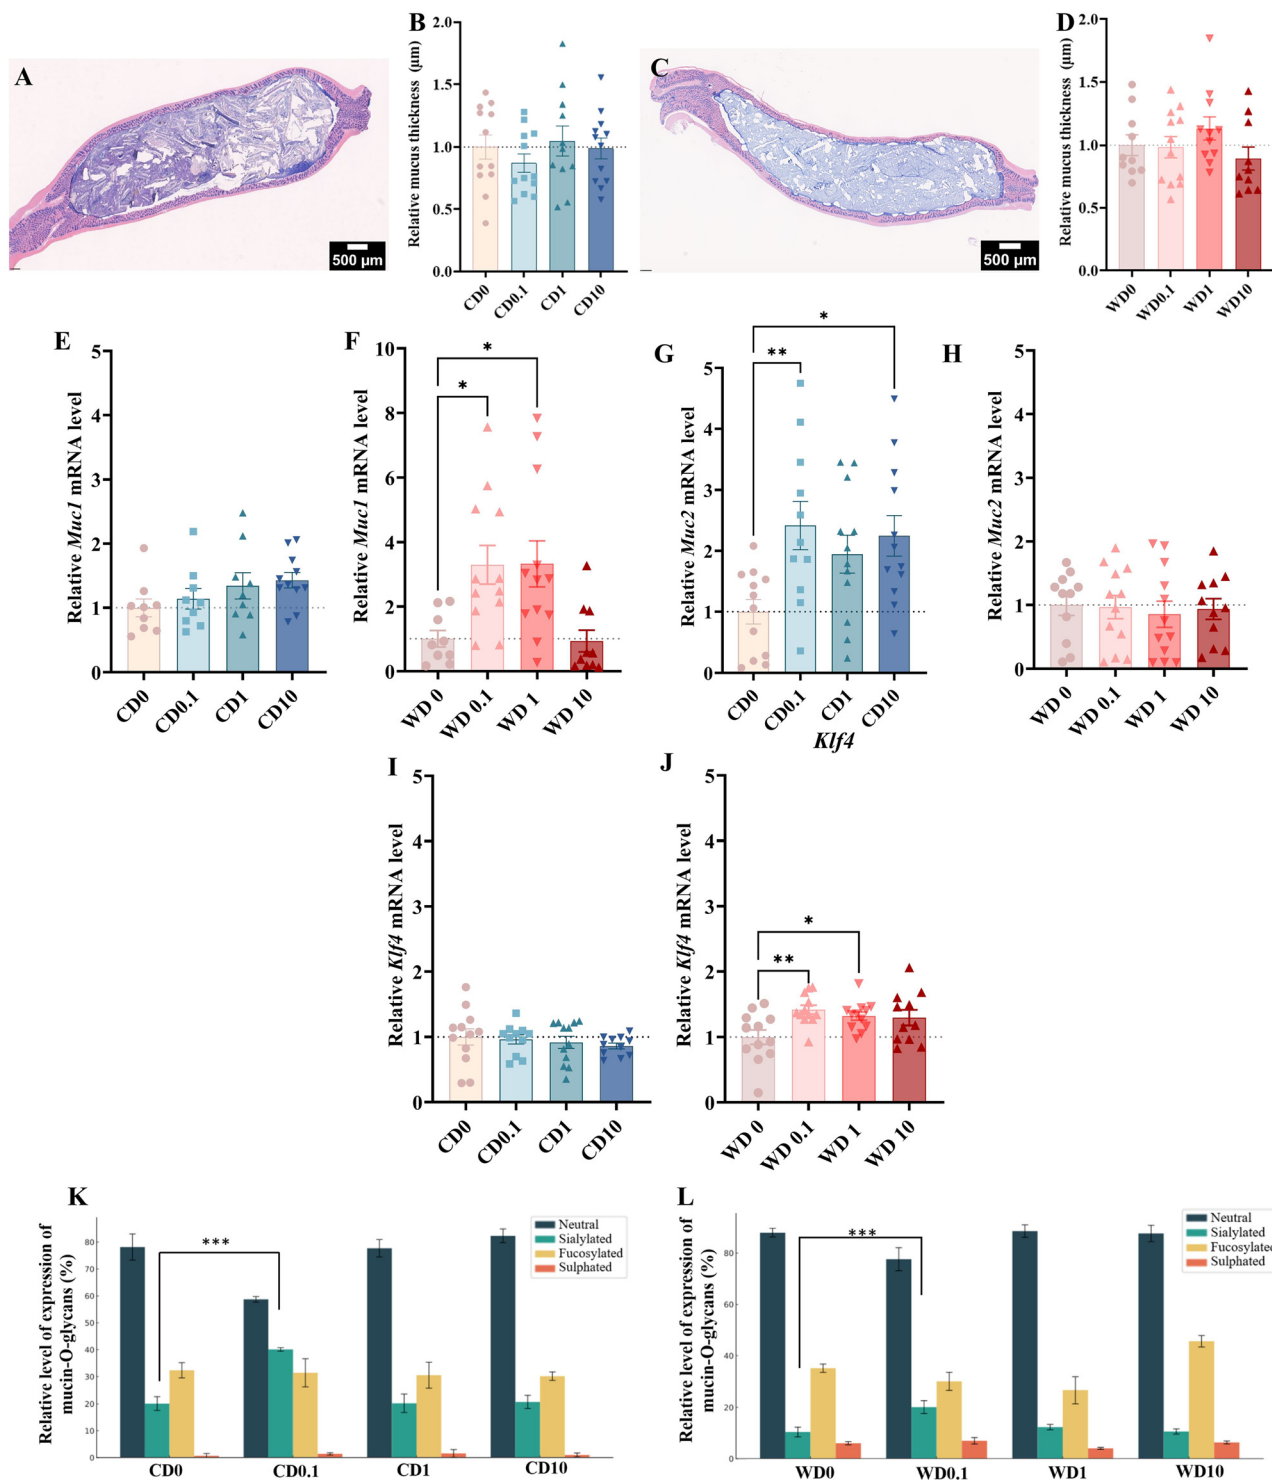 A
500 µm
B
Relative mucus thickness (µm)
2.0
1.5
1.0
0.5
0.0
CD0
CD0.1
CD1
CD10
C
500 µm
D
Relative mucus thickness (µm)
2.0
1.5
1.0
0.5
0.0
WD0
WD0.1
WD1
WD10
E
Relative Muc1 mRNA level
5
4
3
2
1
0
CD0
CD0.1
CD1
CD10
F
Relative Muc1 mRNA level
10
8
6
4
2
0
*
*
WD 0
WD 0.1
WD 1
WD 10
G
Relative Muc2 mRNA level
5
4
3
2
1
0
*
**
CD0
CD0.1
CD1
CD10
H
Relative Muc2 mRNA level
5
4
3
2
1
0
WD 0
WD 0.1
WD 1
WD 10
Klf4
I
Relative Klf4 mRNA level
5
4
3
2
1
0
CD0
CD0.1
CD1
CD10
J
Relative Klf4 mRNA level
5
4
3
2
1
0
*
**
WD 0
WD 0.1
WD 1
WD 10
K
Relative level of expression of
mucin-O-glycans (%)
80
60
40
30
20
10
0
***
Neutral
Sialylated
Fucosylated
Sulphated
CD0
CD0.1
CD1
CD10
L
Relative level of expression of
mucin-O-glycans (%)
80
60
40
20
0
***
Neutral
Sialylated
Fucosylated
Sulphated
WD0
WD0.1
WD1
WD10